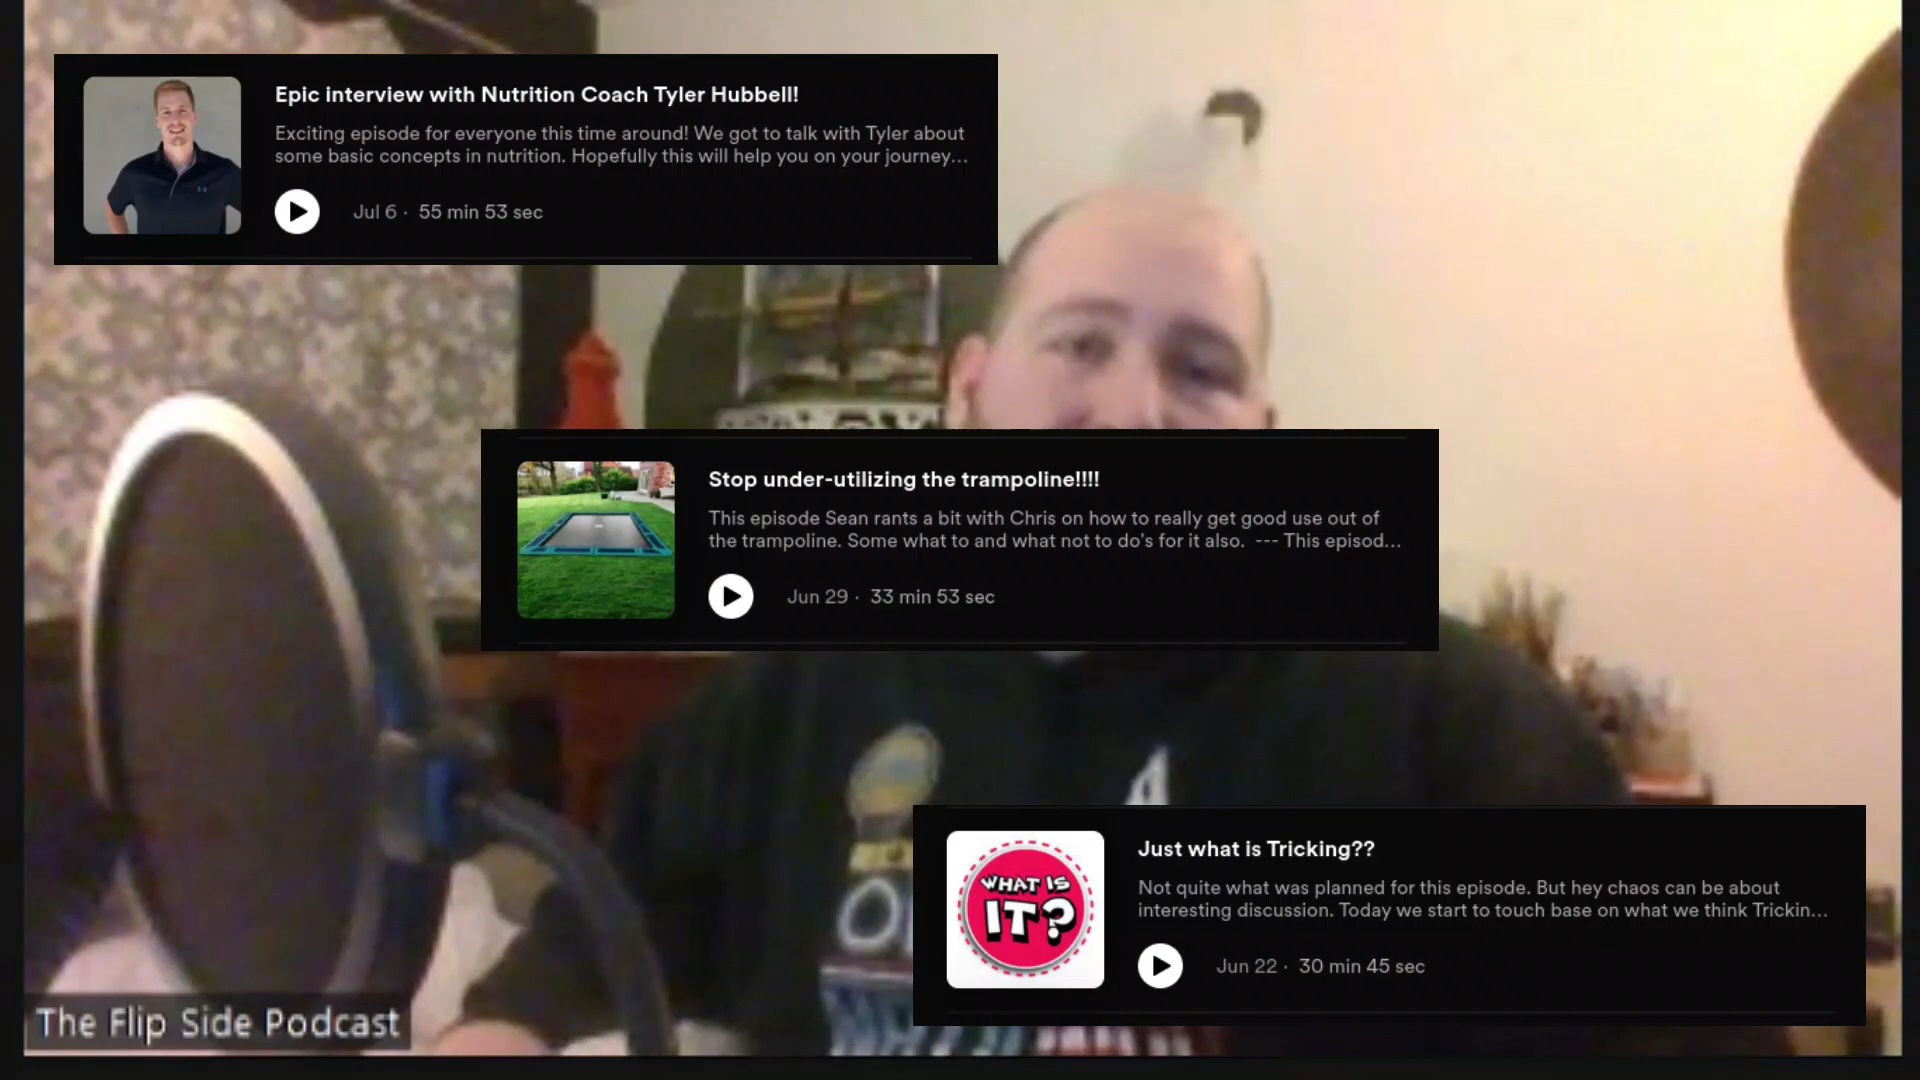 Epic interview with Nutrition Coach Tyler Hubbell!
Exciting episode for everyone this time around! We got to talk with Tyler about
some basic concepts in nutrition. Hopefully this will help you on your journey...
Jul 6 · 55 min 53 sec
Stop under-utilizing the trampoline!!!!
This episode Sean rants a bit with Chris on how to really get good use out of
the trampoline. Some what to and what not to do's for it also. --- This episod...
Jun 29 · 33 min 53 sec
WHAT IS
IT?
Just what is Tricking??
Not quite what was planned for this episode. But hey chaos can be about
interesting discussion. Today we start to touch base on what we think Trickin...
Jun 22 · 30 min 45 sec
The Flip Side Podcast